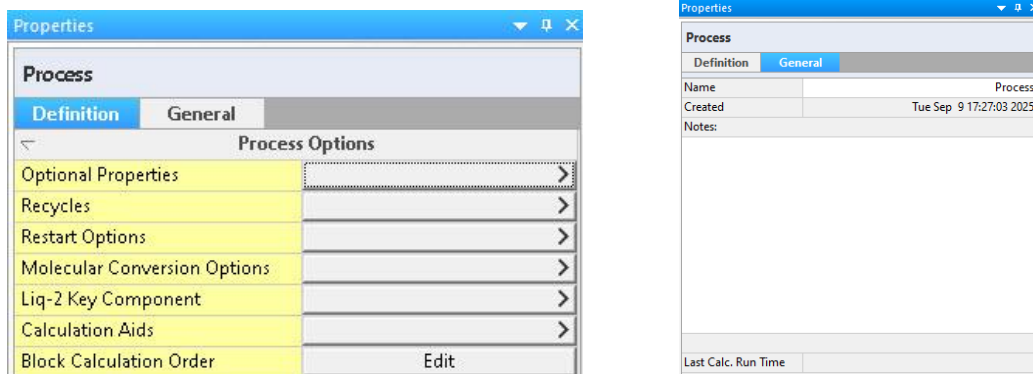 Properties
Process
Definition General
Process Options
Optional Properties
Recycles
Restart Options
Molecular Conversion Options
Liq-2 Key Component
Calculation Aids
Block Calculation Order Edit
Properties
Process
Definition General
Name Process
Created Tue Sep 9 17:27:03 2025
Notes:
Last Calc. Run Time